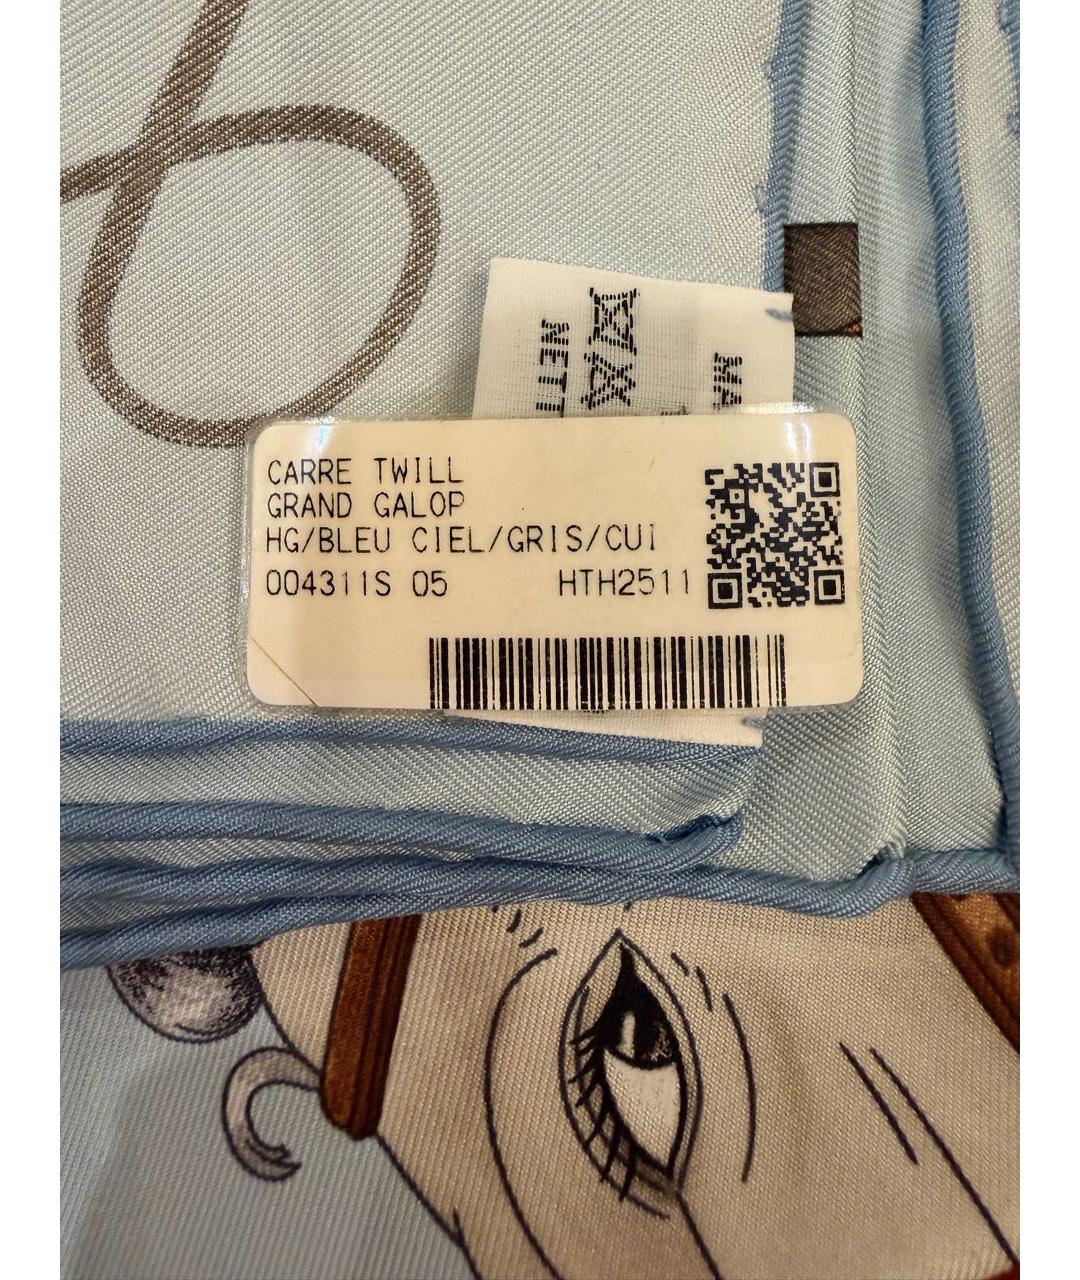 CARRE TWILL
GRAND GALOP
HG/BLEU CIEL/GRIS/CUI
004311S 05 HTH2511